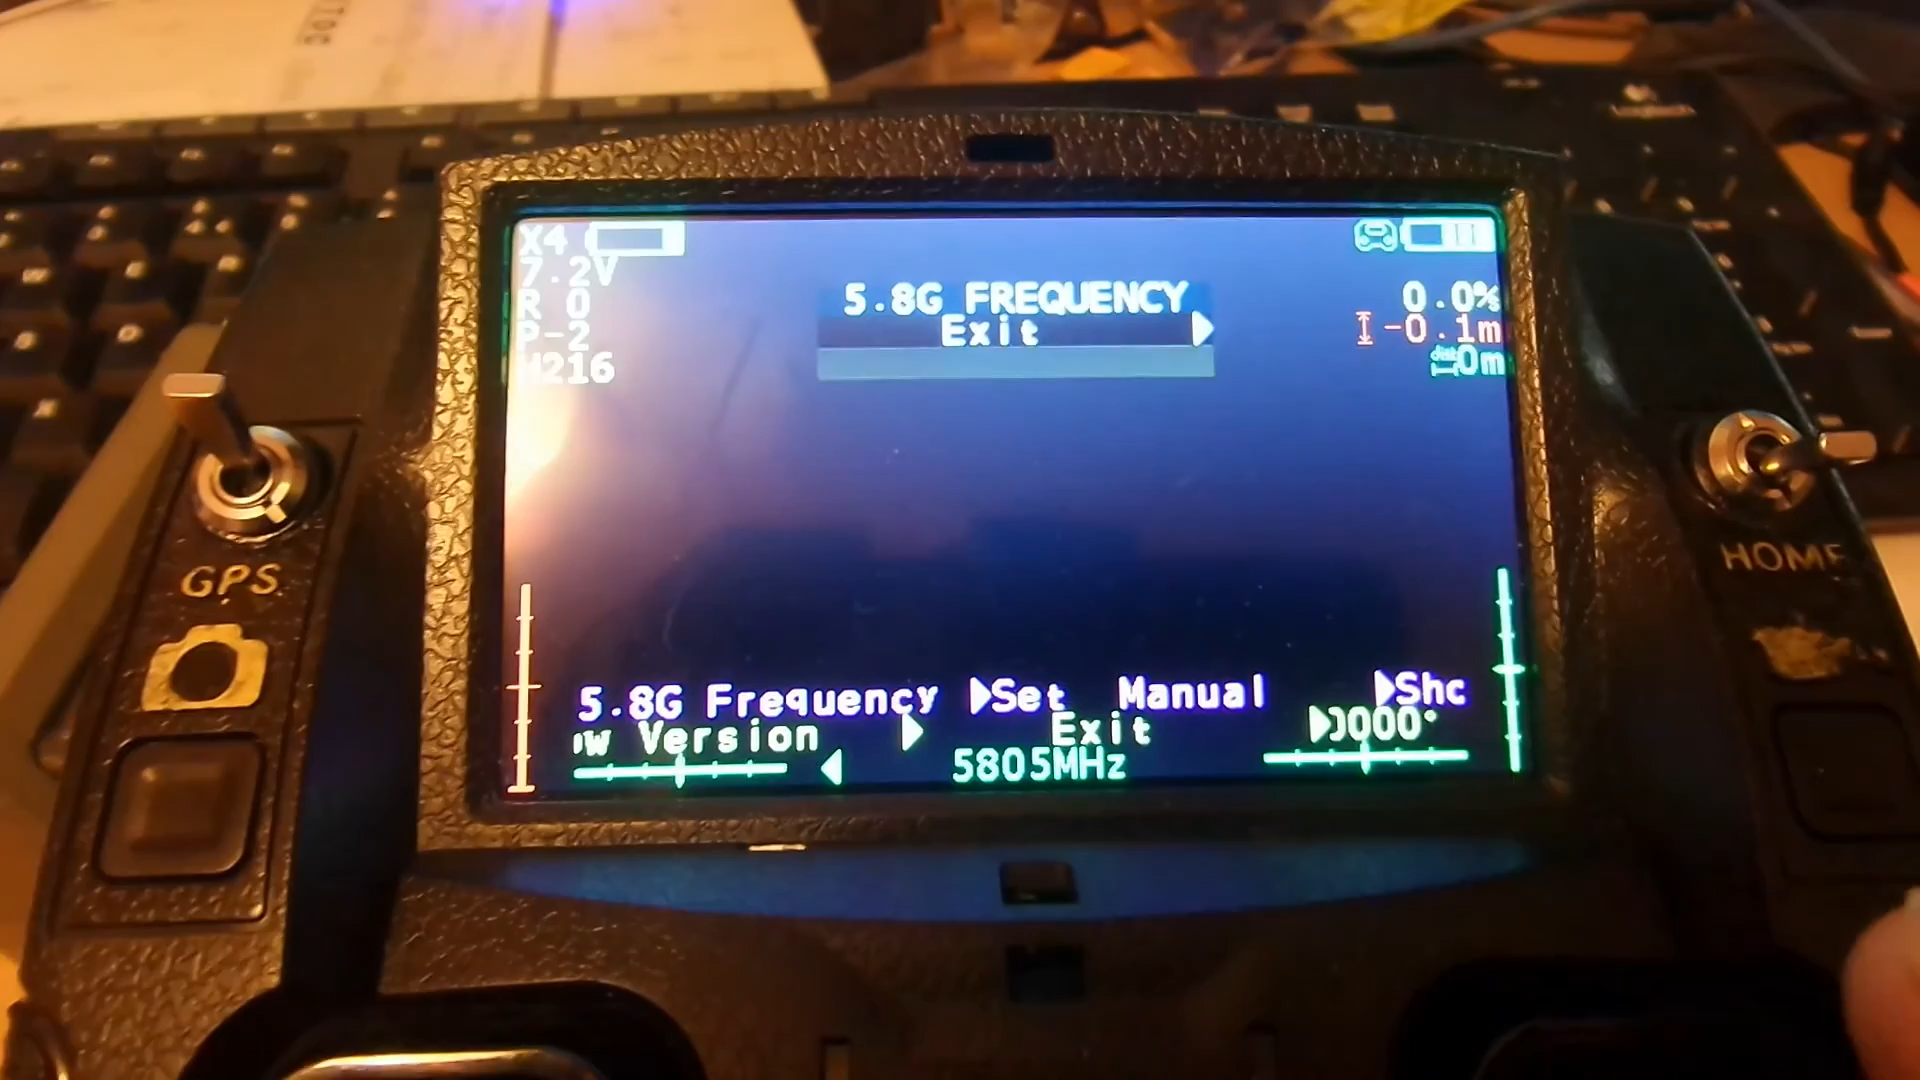 X4
7.2V
R 0
P-2
H216
5.8G FREQUENCY
Exit
0.0%
-0.1m
dist 0m
GPS
HOME
5.8G Frequency ▶Set Manual ▶Shc
Version ▶ Exit ▶ 000°
◀ 5805MHz